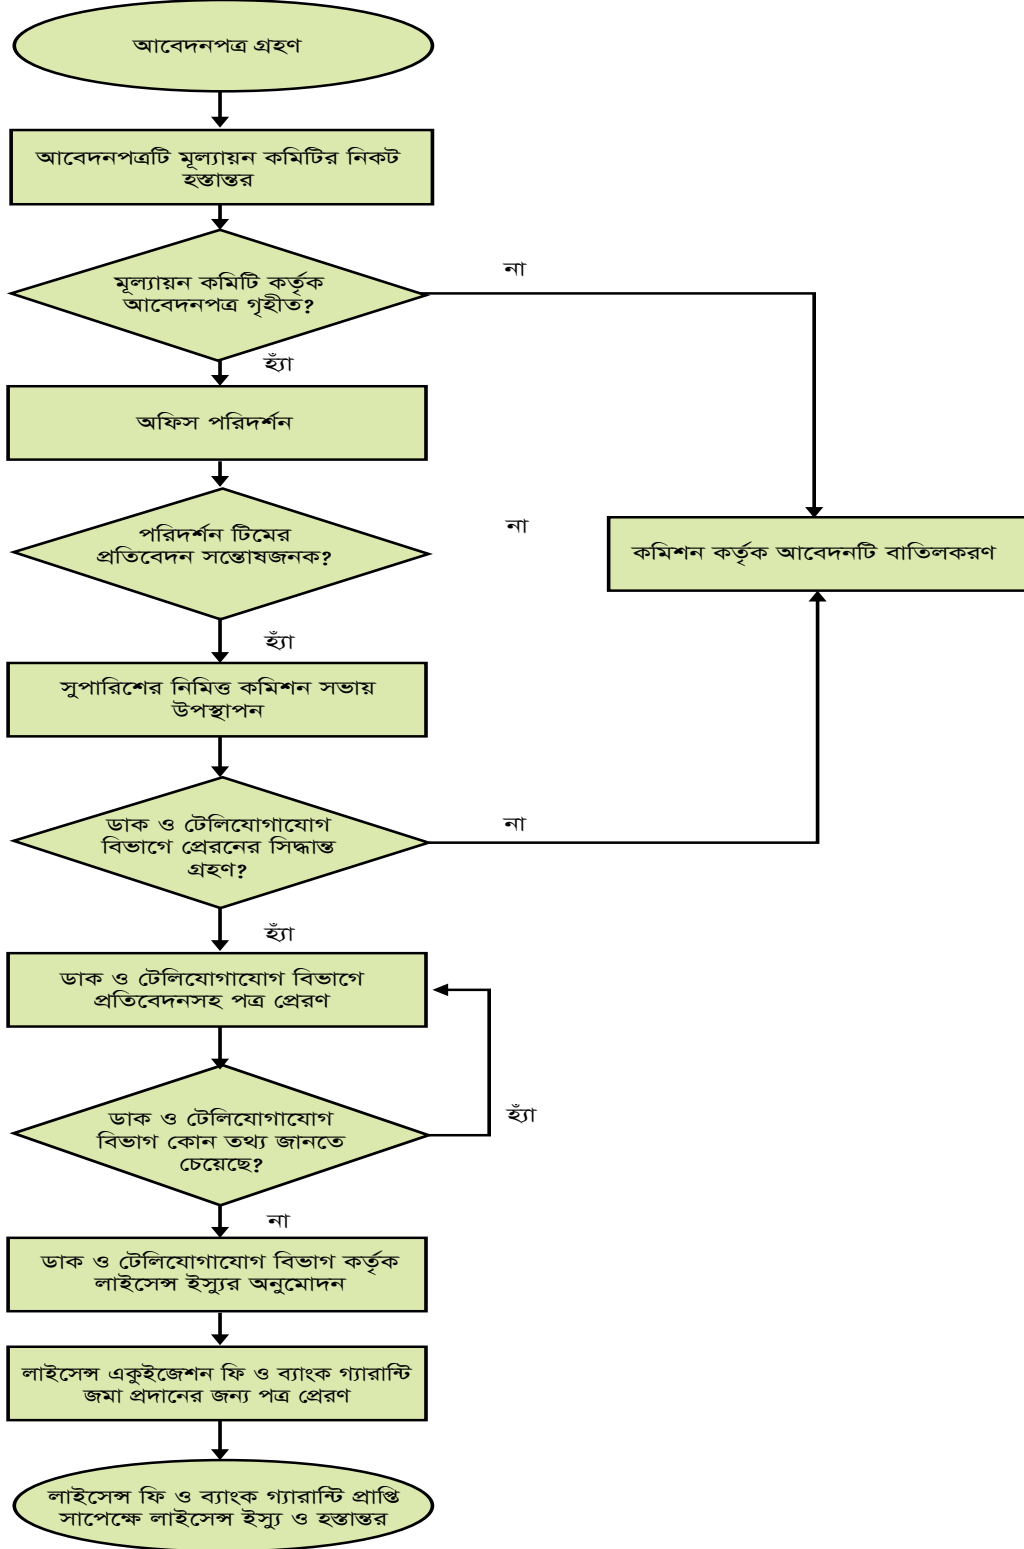 আবেদনপত্র গ্রহণ
আবেদনপত্রটি মূল্যায়ন কমিটির নিকট
হস্তান্তর
মূল্যায়ন কমিটি কর্তৃক
আবেদনপত্র গৃহীত?
না
হ্যাঁ
অফিস পরিদর্শন
পরিদর্শন টিমের
প্রতিবেদন সন্তোষজনক?
না
কমিশন কর্তৃক আবেদনটি বাতিলকরণ
হ্যাঁ
সুপারিশের নিমিত্ত কমিশন সভায়
উপস্থাপন
ডাক ও টেলিযোগাযোগ
বিভাগে প্রেরনের সিদ্ধান্ত
গ্রহণ?
না
হ্যাঁ
ডাক ও টেলিযোগাযোগ বিভাগে
প্রতিবেদনসহ পত্র প্রেরণ
ডাক ও টেলিযোগাযোগ
বিভাগ কোন তথ্য জানতে
চেয়েছে?
হ্যাঁ
না
ডাক ও টেলিযোগাযোগ বিভাগ কর্তৃক
লাইসেন্স ইস্যুর অনুমোদন
লাইসেন্স একুইজেশন ফি ও ব্যাংক গ্যারান্টি
জমা প্রদানের জন্য পত্র প্রেরণ
লাইসেন্স ফি ও ব্যাংক গ্যারান্টি প্রাপ্তি
সাপেক্ষে লাইসেন্স ইস্যু ও হস্তান্তর